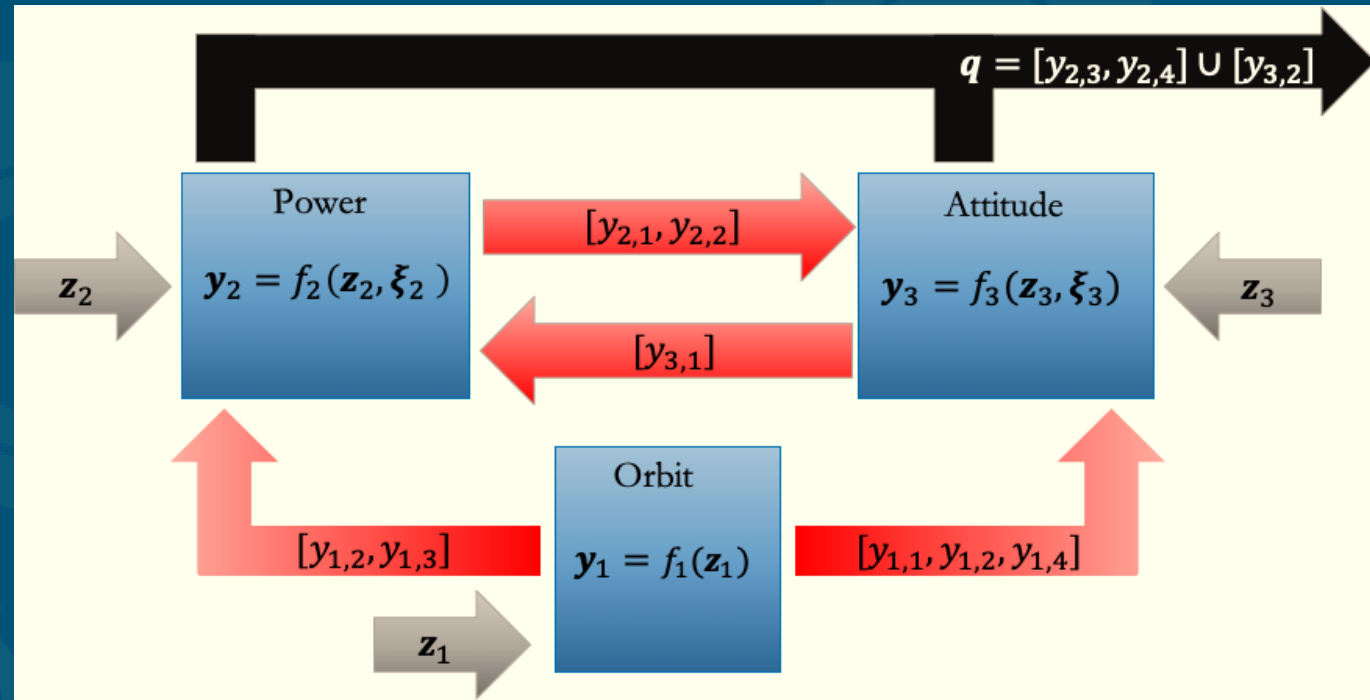 q = [y₂,₃, y₂,₄] ∪ [y₃,₂]
Power
y₂ = f₂(z₂, ξ₂ )
[y₂,₁, y₂,₂]
Attitude
y₃ = f₃(z₃, ξ₃)
z₂
z₃
[y₃,₁]
Orbit
y₁ = f₁(z₁)
[y₁,₂, y₁,₃]
[y₁,₁, y₁,₂, y₁,₄]
z₁